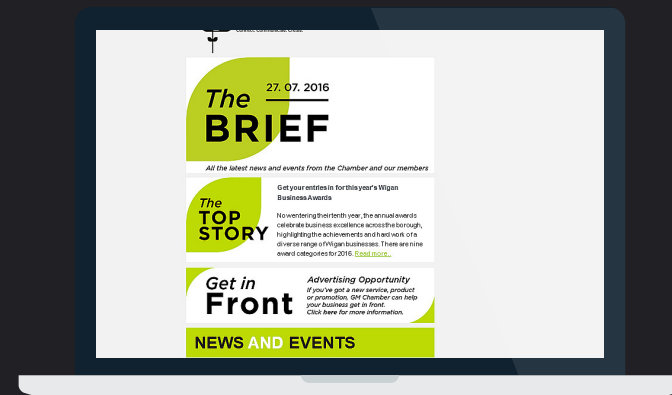 Connect. Communicate. Create.
27. 07. 2016
The
BRIEF
All the latest news and events from the Chamber and our members
The
TOP
STORY
Get your entries in for this year's Wigan
Business Awards
Now entering their tenth year, the annual awards
celebrate business excellence across the borough,
highlighting the achievements and hard work of a
diverse range of Wigan businesses. There are nine
award categories for 2016. Read more..
Get in
Front
Advertising Opportunity
If you've got a new service, product
or promotion, GM Chamber can help
your business get in front.
Click here for more information.
NEWS AND EVENTS